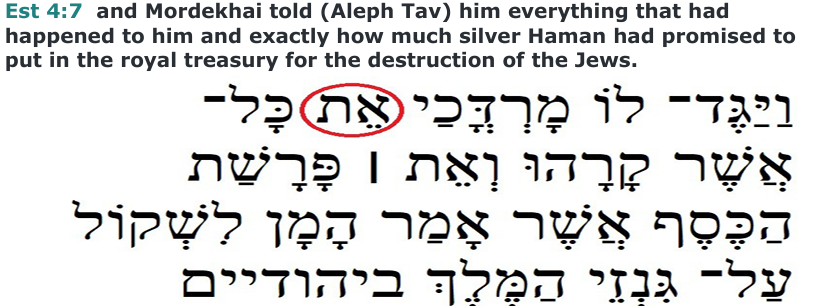 Est 4:7 and Mordekhai told (Aleph Tav) him everything that had
happened to him and exactly how much silver Haman had promised to
put in the royal treasury for the destruction of the Jews.
וַיַּגֶּד־ לוֹ מָרְדֳּכַי אֵת כָּל־
אֲשֶׁר קָרָהוּ וְאֵת ׀ פָּרָשַׁת
הַכֶּסֶף אֲשֶׁר אָמַר הָמָן לִשְׁקוֹל
עַל־ גִּנְזֵי הַמֶּלֶךְ ביהודיים